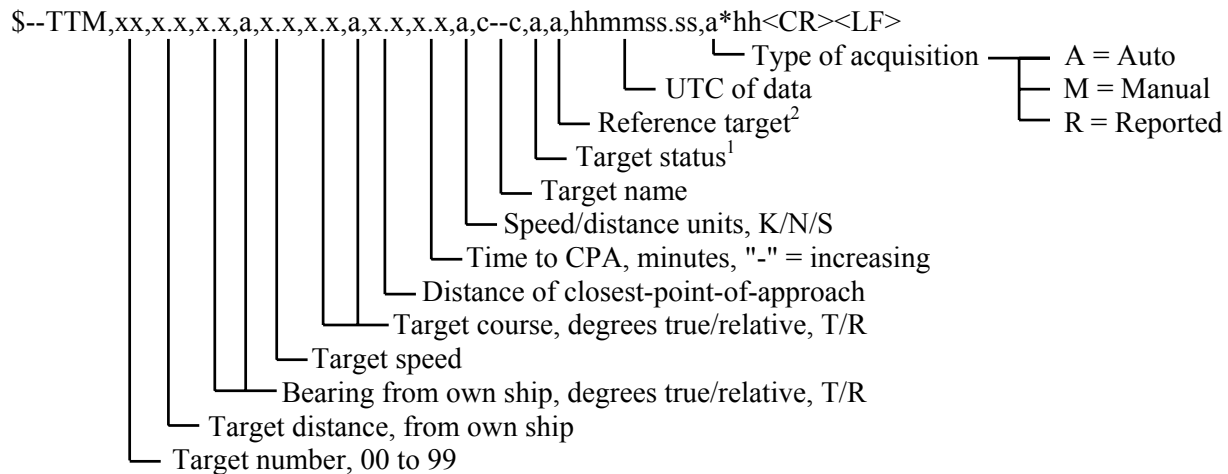 $--TTM,xx,x.x,x.x,a,x.x,x.x,a,x.x,x.x,a,c--c,a,a,hhmmss.ss,a*hh<CR><LF>
Type of acquisition
A = Auto
UTC of data
M = Manual
Reference target2
R = Reported
Target status1
Target name
Speed/distance units, K/N/S
Time to CPA, minutes, "-" = increasing
Distance of closest-point-of-approach
Target course, degrees true/relative, T/R
Target speed
Bearing from own ship, degrees true/relative, T/R
Target distance, from own ship
Target number, 00 to 99